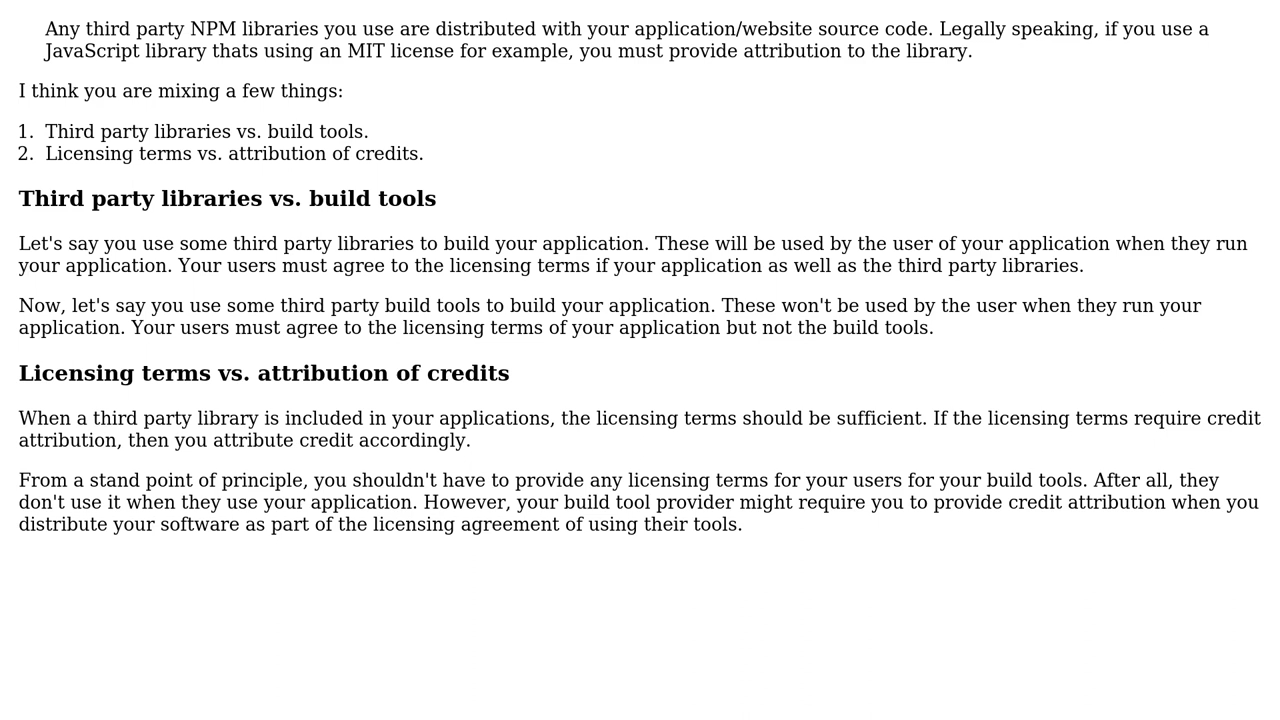 Any third party NPM libraries you use are distributed with your application/website source code. Legally speaking, if you use a
JavaScript library thats using an MIT license for example, you must provide attribution to the library.
I think you are mixing a few things:
1. Third party libraries vs. build tools.
2. Licensing terms vs. attribution of credits.
Third party libraries vs. build tools
Let's say you use some third party libraries to build your application. These will be used by the user of your application when they run
your application. Your users must agree to the licensing terms if your application as well as the third party libraries.
Now, let's say you use some third party build tools to build your application. These won't be used by the user when they run your
application. Your users must agree to the licensing terms of your application but not the build tools.
Licensing terms vs. attribution of credits
When a third party library is included in your applications, the licensing terms should be sufficient. If the licensing terms require credit
attribution, then you attribute credit accordingly.
From a stand point of principle, you shouldn't have to provide any licensing terms for your users for your build tools. After all, they
don't use it when they use your application. However, your build tool provider might require you to provide credit attribution when you
distribute your software as part of the licensing agreement of using their tools.